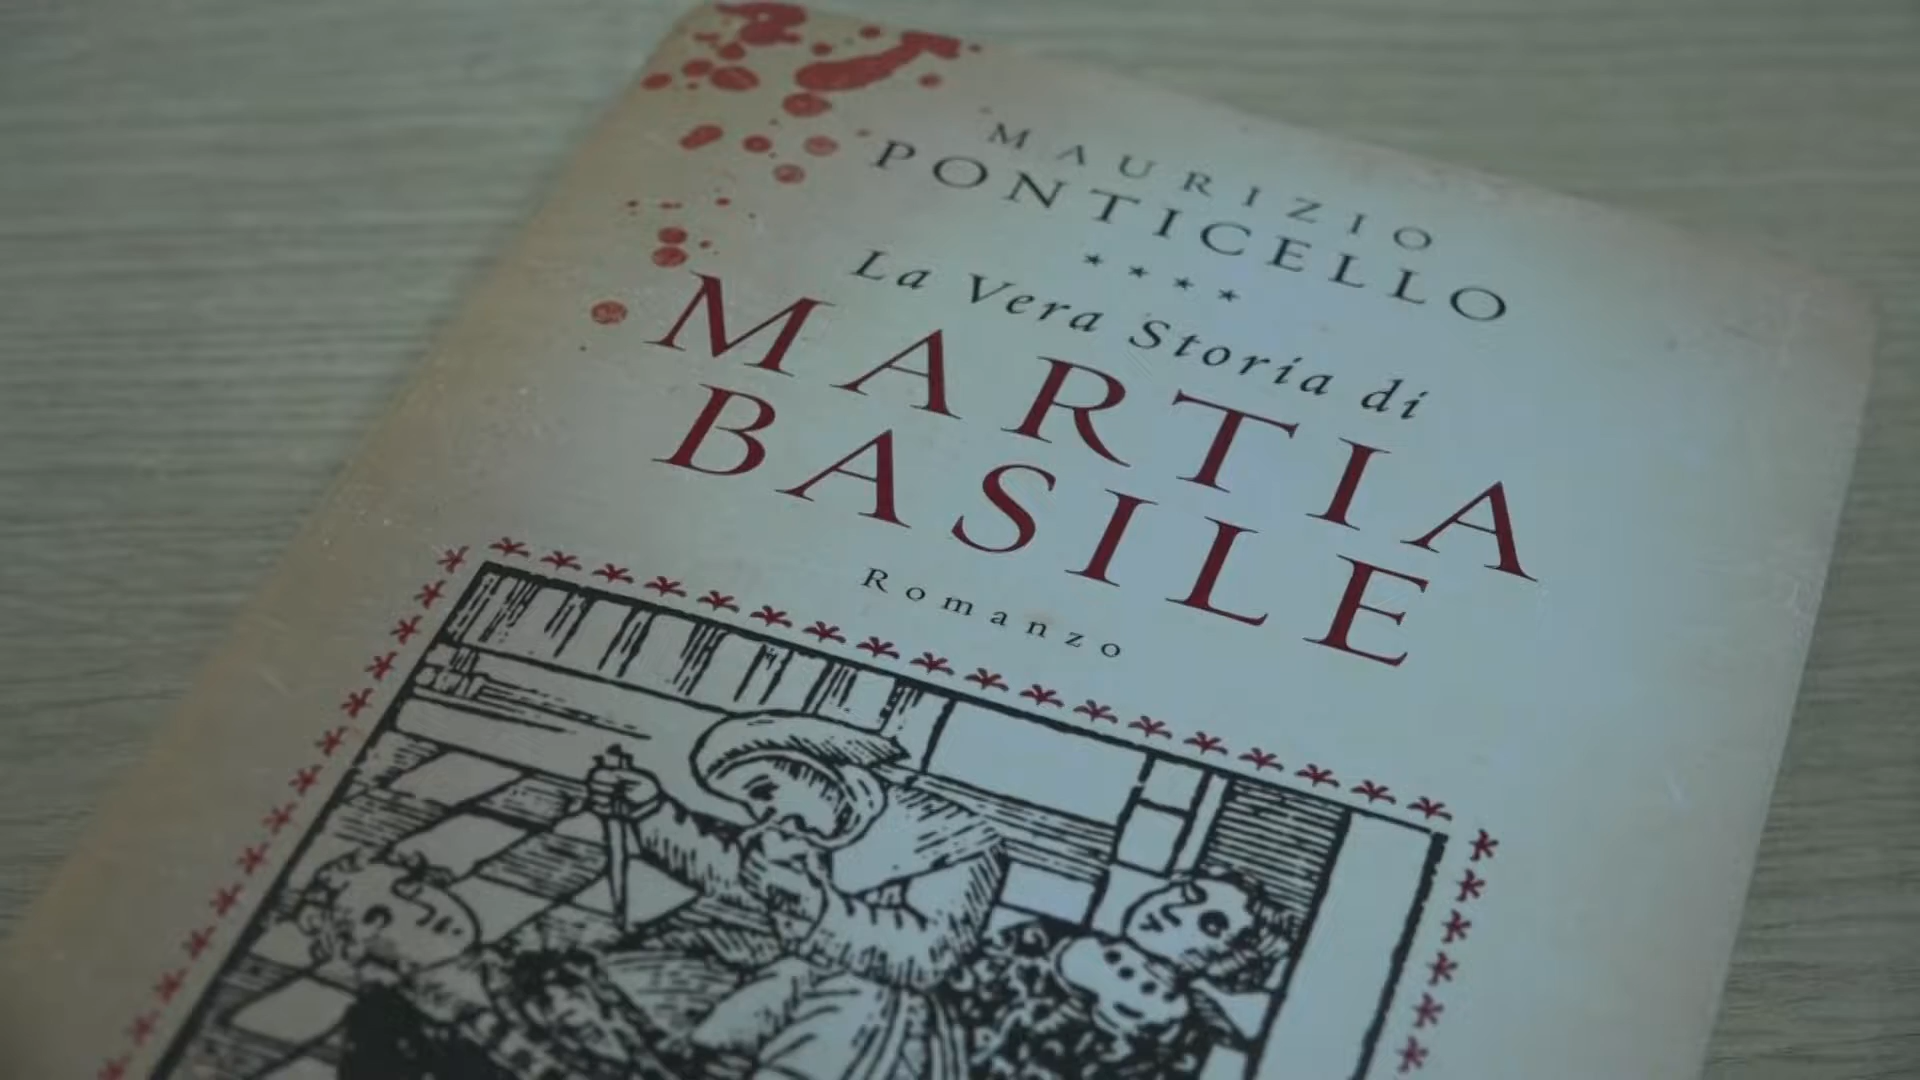 MAURIZIO
PONTICELLO
****
La Vera Storia di
MARTIA
BASILE
Romanzo